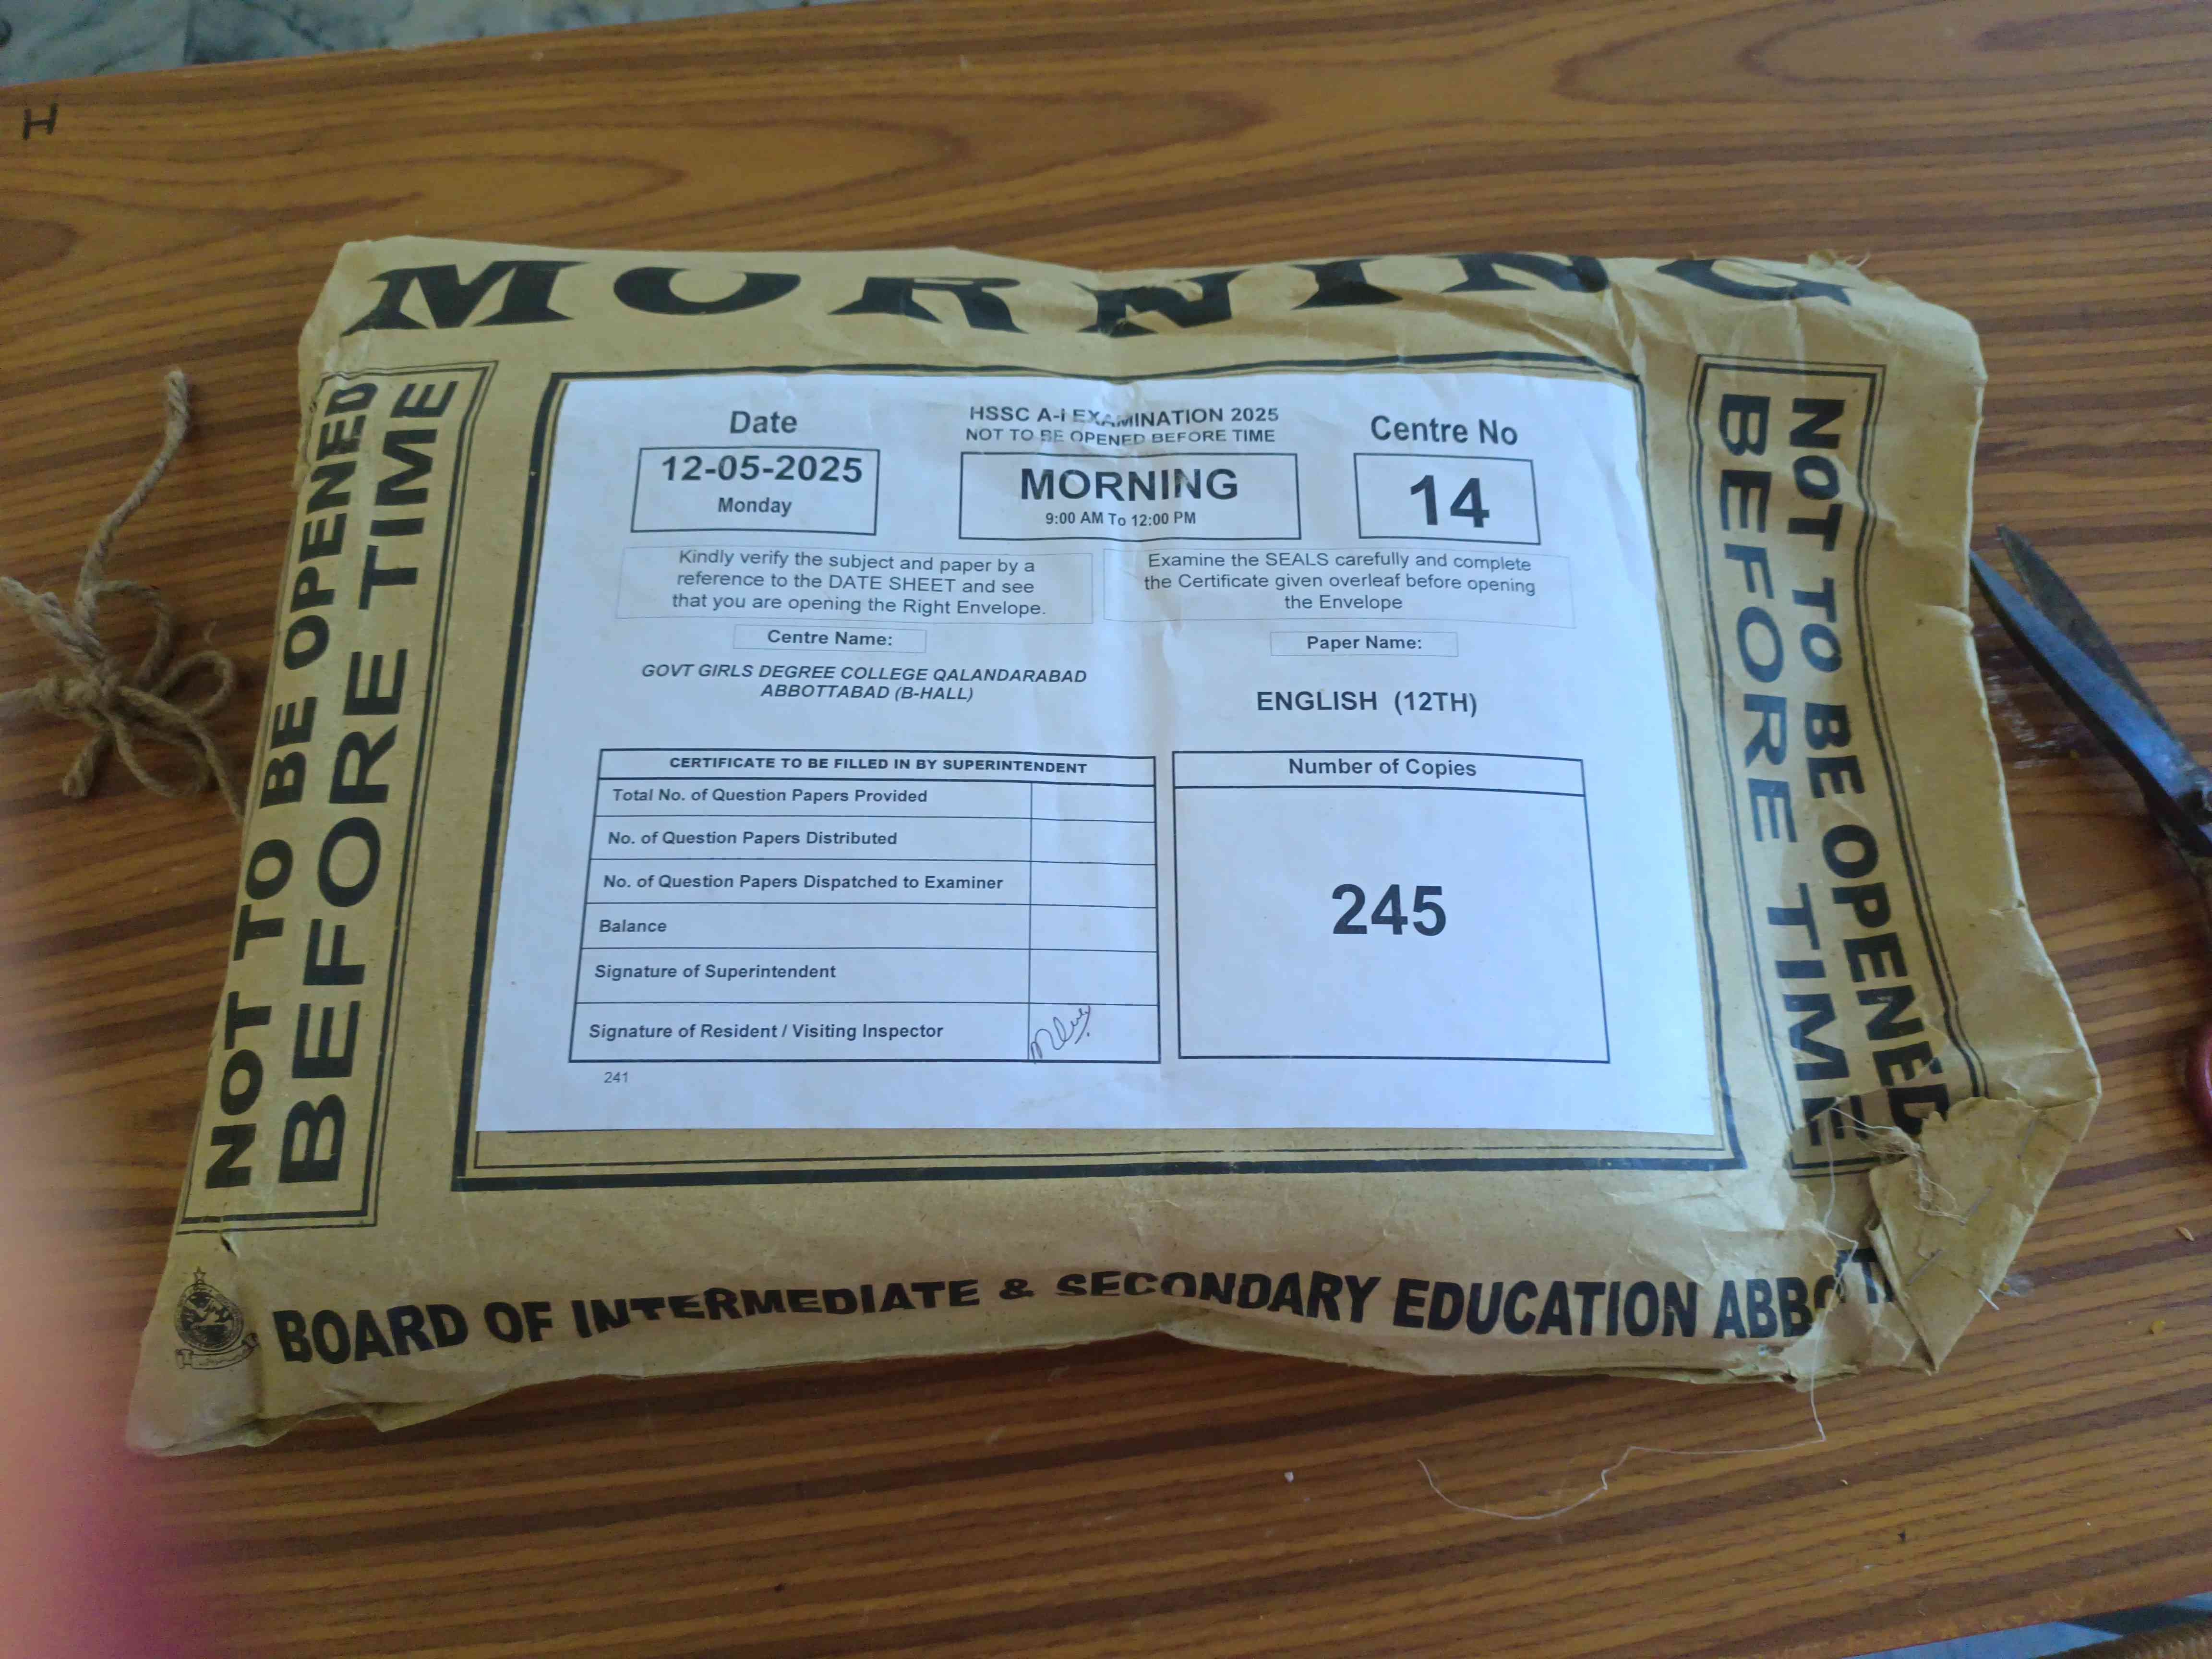 H
MORNING
NOT TO BE OPENED
BEFORE TIME
Date
12-05-2025
Monday
HSSC A-I EXAMINATION 2025
NOT TO BE OPENED BEFORE TIME
MORNING
9:00 AM To 12:00 PM
Centre No
14
Kindly verify the subject and paper by a
reference to the DATE SHEET and see
that you are opening the Right Envelope.
Examine the SEALS carefully and complete
the Certificate given overleaf before opening
the Envelope
Centre Name:
GOVT GIRLS DEGREE COLLEGE QALANDARABAD
ABBOTTABAD (B-HALL)
Paper Name:
ENGLISH (12TH)
CERTIFICATE TO BE FILLED IN BY SUPERINTENDENT
Total No. of Question Papers Provided
No. of Question Papers Distributed
No. of Question Papers Dispatched to Examiner
Balance
Signature of Superintendent
Signature of Resident / Visiting Inspector
241
Number of Copies
245
NOT TO BE OPENED
BEFORE TIME
BOARD OF INTERMEDIATE & SECONDARY EDUCATION